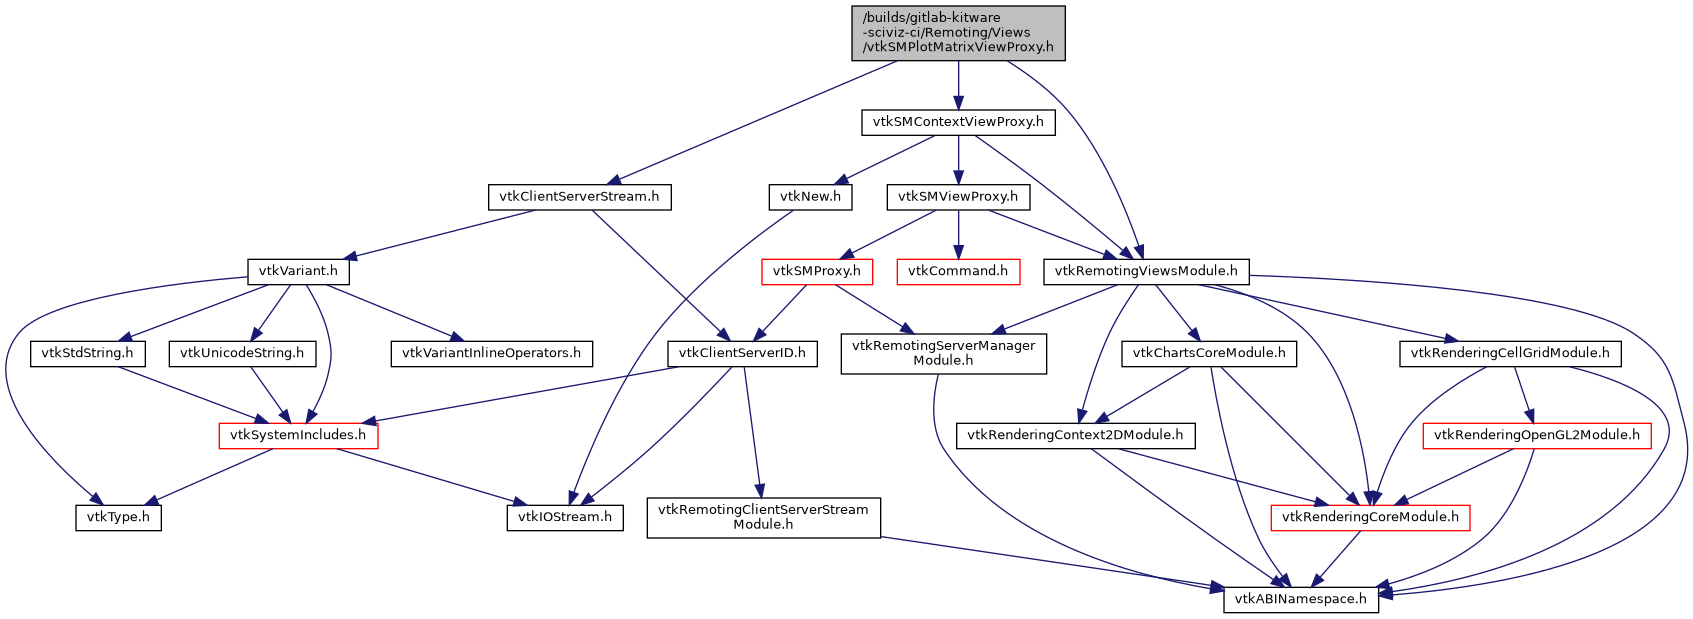 /builds/gitlab-kitware
-sciviz-ci/Remoting/Views
/vtkSMPlotMatrixViewProxy.h
vtkSMContextViewProxy.h
vtkClientServerStream.h
vtkNew.h
vtkSMViewProxy.h
vtkVariant.h
vtkSMProxy.h
vtkCommand.h
vtkRemotingViewsModule.h
vtkStdString.h
vtkUnicodeString.h
vtkVariantInlineOperators.h
vtkClientServerID.h
vtkRemotingServerManager
Module.h
vtkChartsCoreModule.h
vtkRenderingCellGridModule.h
vtkSystemIncludes.h
vtkRenderingContext2DModule.h
vtkRenderingOpenGL2Module.h
vtkType.h
vtkIOStream.h
vtkRemotingClientServerStream
Module.h
vtkRenderingCoreModule.h
vtkABINamespace.h